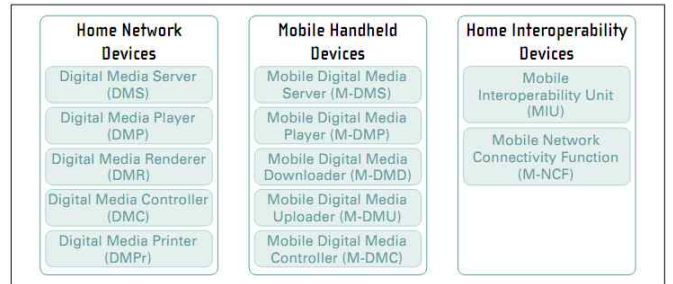 Home Network
Devices
Digital Media Server
(DMS)
Digital Media Player
(DMP)
Digital Media Renderer
(DMR)
Digital Media Controller
(DMC)
Digital Media Printer
(DMPr)
Mobile Handheld
Devices
Mobile Digital Media
Server (M-DMS)
Mobile Digital Media
Player (M-DMP)
Mobile Digital Media
Downloader (M-DMD)
Mobile Digital Media
Uploader (M-DMU)
Mobile Digital Media
Controller (M-DMC)
Home Interoperability
Devices
Mobile
Interoperability Unit
(MIU)
Mobile Network
Connectivity Function
(M-NCF)